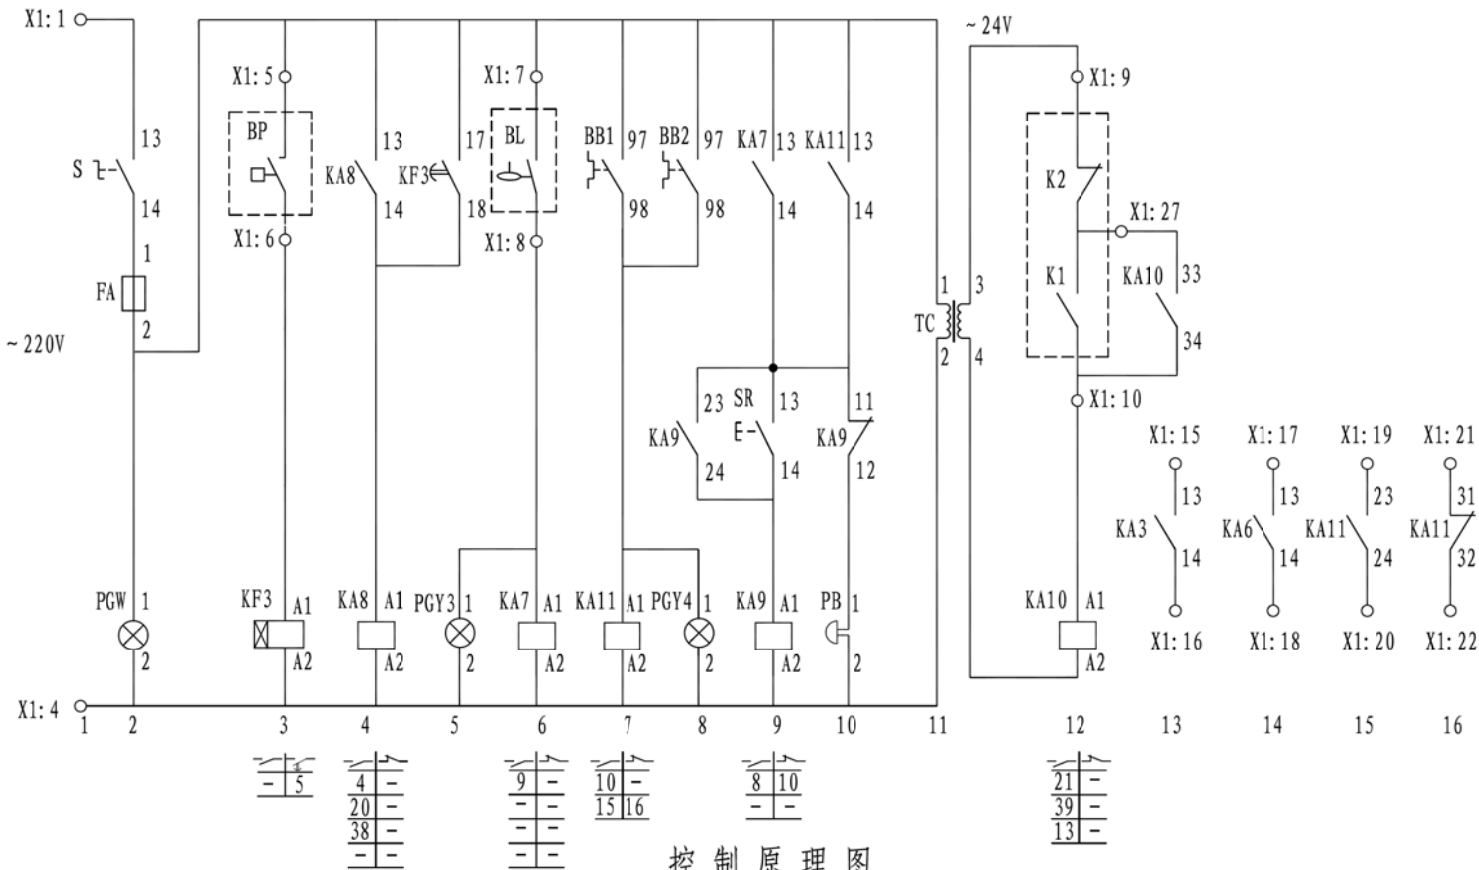 X1:1
~24V
X1:5
X1:7
X1:9
BP
BL
13
S
14
13
KA8
14
17
KF3
18
BB1
97
98
BB2
97
98
KA7
13
14
KA11
13
14
K2
X1:27
X1:6
X1:8
1
FA
2
~220V
1
3
TC
2
4
K1
KA10
33
34
X1:10
23
KA9
24
SR
13
14
11
KA9
12
X1:15
X1:17
X1:19
X1:21
13
KA3
14
13
KA6
14
23
KA11
24
31
KA11
32
X1:16
X1:18
X1:20
X1:22
PGW
1
2
KF3
A1
A2
KA8
A1
A2
PGY3
1
2
KA7
A1
A2
KA11
A1
A2
PGY4
1
2
KA9
A1
A2
PB
1
2
KA10
A1
A2
X1:4
1 2 3 4 5 6 7 8 9 10 11 12 13 14 15 16
- 5
4 -
20 -
38 -
- -
9 -
- -
- -
- -
10 -
15 16
8 10
- -
21 -
39 -
13 -
控制原理图